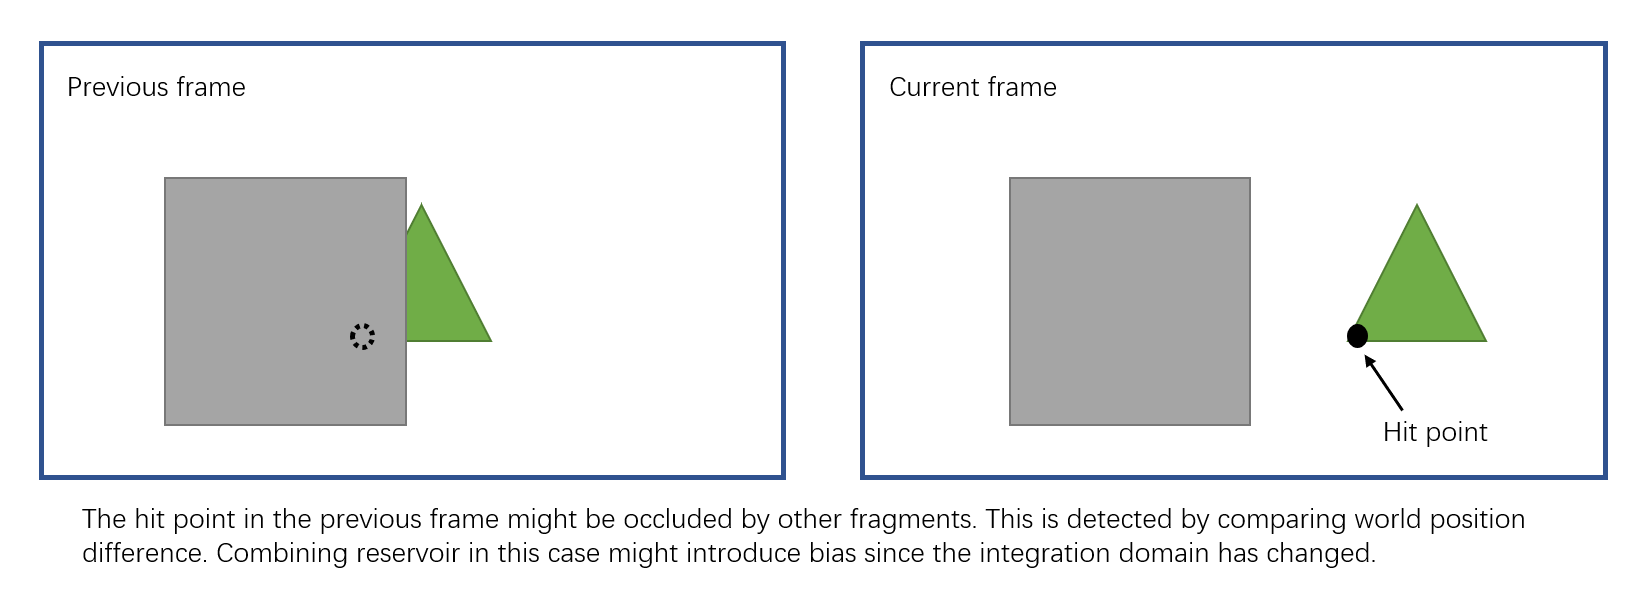 Previous frame
Current frame
Hit point
The hit point in the previous frame might be occluded by other fragments. This is detected by comparing world position
difference. Combining reservoir in this case might introduce bias since the integration domain has changed.